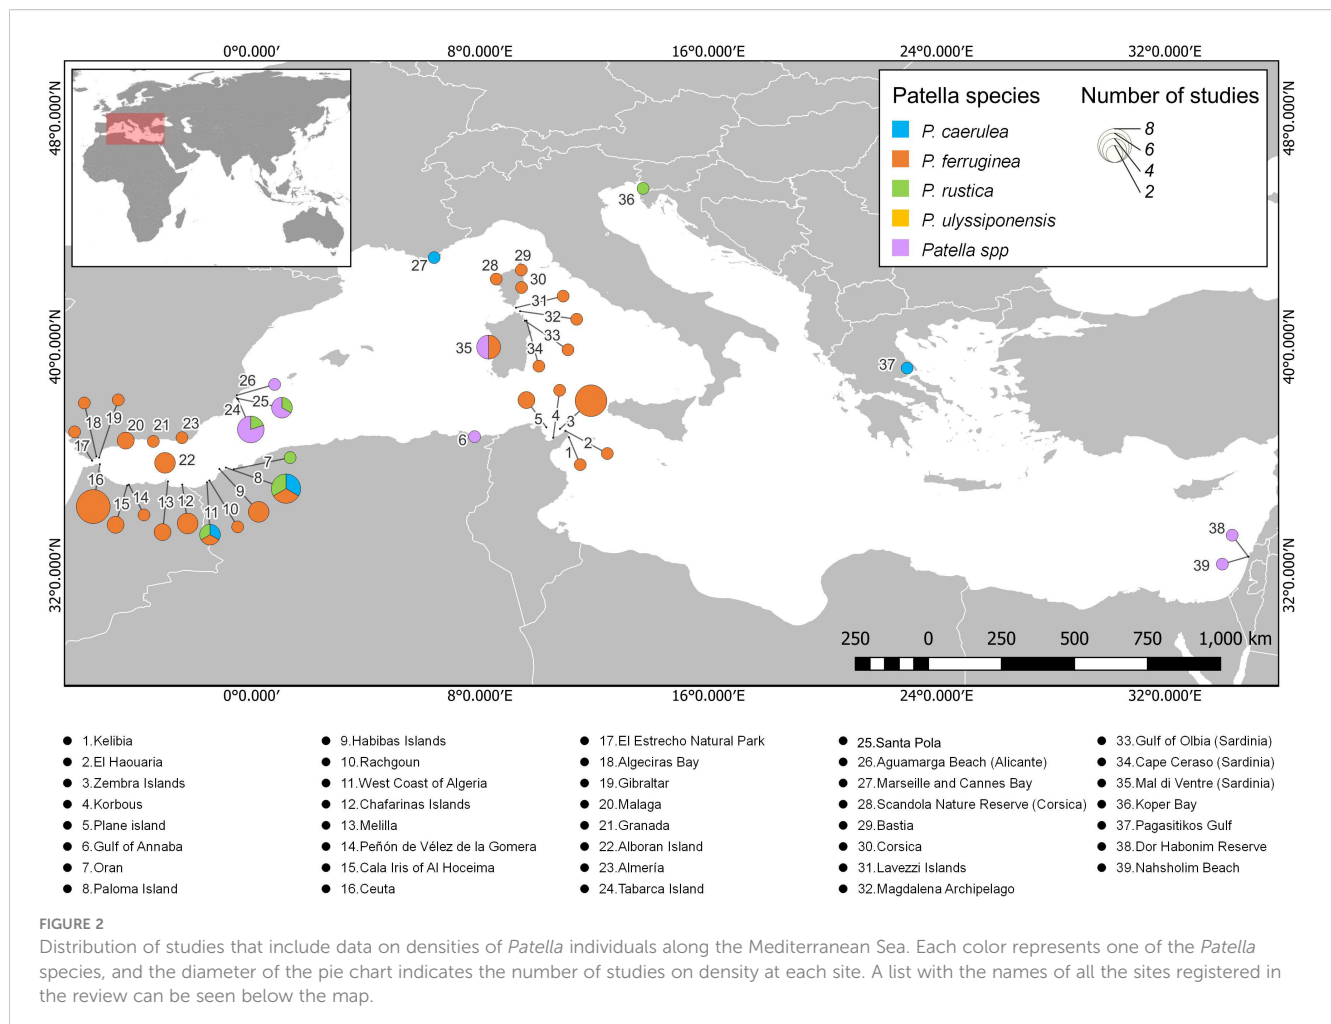 0°0.000′ 8°0.000′E 16°0.000′E 24°0.000′E 32°0.000′E
48°0.000′N
40°0.000′N
32°0.000′N
48°0.000′N
40°0.000′N
32°0.000′N
Patella species
P. caerulea
P. ferruginea
P. rustica
P. ulyssiponensis
Patella spp
Number of studies
8
6
4
2
36
27
28
29
30
31
32
33
34
35
37
26
25
24
23
22
21
20
19
18
17
16
15
14
13
12
11
10
9
8
7
6
5
4
3
2
1
38
39
250 0 250 500 750 1,000 km
0°0.000′ 8°0.000′E 16°0.000′E 24°0.000′E 32°0.000′E
1.Kelibia
2.El Haouaria
3.Zembra Islands
4.Korbous
5.Plane island
6.Gulf of Annaba
7.Oran
8.Paloma Island
9.Habibas Islands
10.Rachgoun
11.West Coast of Algeria
12.Chafarinas Islands
13.Melilla
14.Peñón de Vélez de la Gomera
15.Cala Iris of Al Hoceima
16.Ceuta
17.El Estrecho Natural Park
18.Algeciras Bay
19.Gibraltar
20.Malaga
21.Granada
22.Alboran Island
23.Almería
24.Tabarca Island
25.Santa Pola
26.Aguamarga Beach (Alicante)
27.Marseille and Cannes Bay
28.Scandola Nature Reserve (Corsica)
29.Bastia
30.Corsica
31.Lavezzi Islands
32.Magdalena Archipelago
33.Gulf of Olbia (Sardinia)
34.Cape Ceraso (Sardinia)
35.Mal di Ventre (Sardinia)
36.Koper Bay
37.Pagasitikos Gulf
38.Dor Habonim Reserve
39.Nahsholim Beach
FIGURE 2
Distribution of studies that include data on densities of Patella individuals along the Mediterranean Sea. Each color represents one of the Patella
species, and the diameter of the pie chart indicates the number of studies on density at each site. A list with the names of all the sites registered in
the review can be seen below the map.